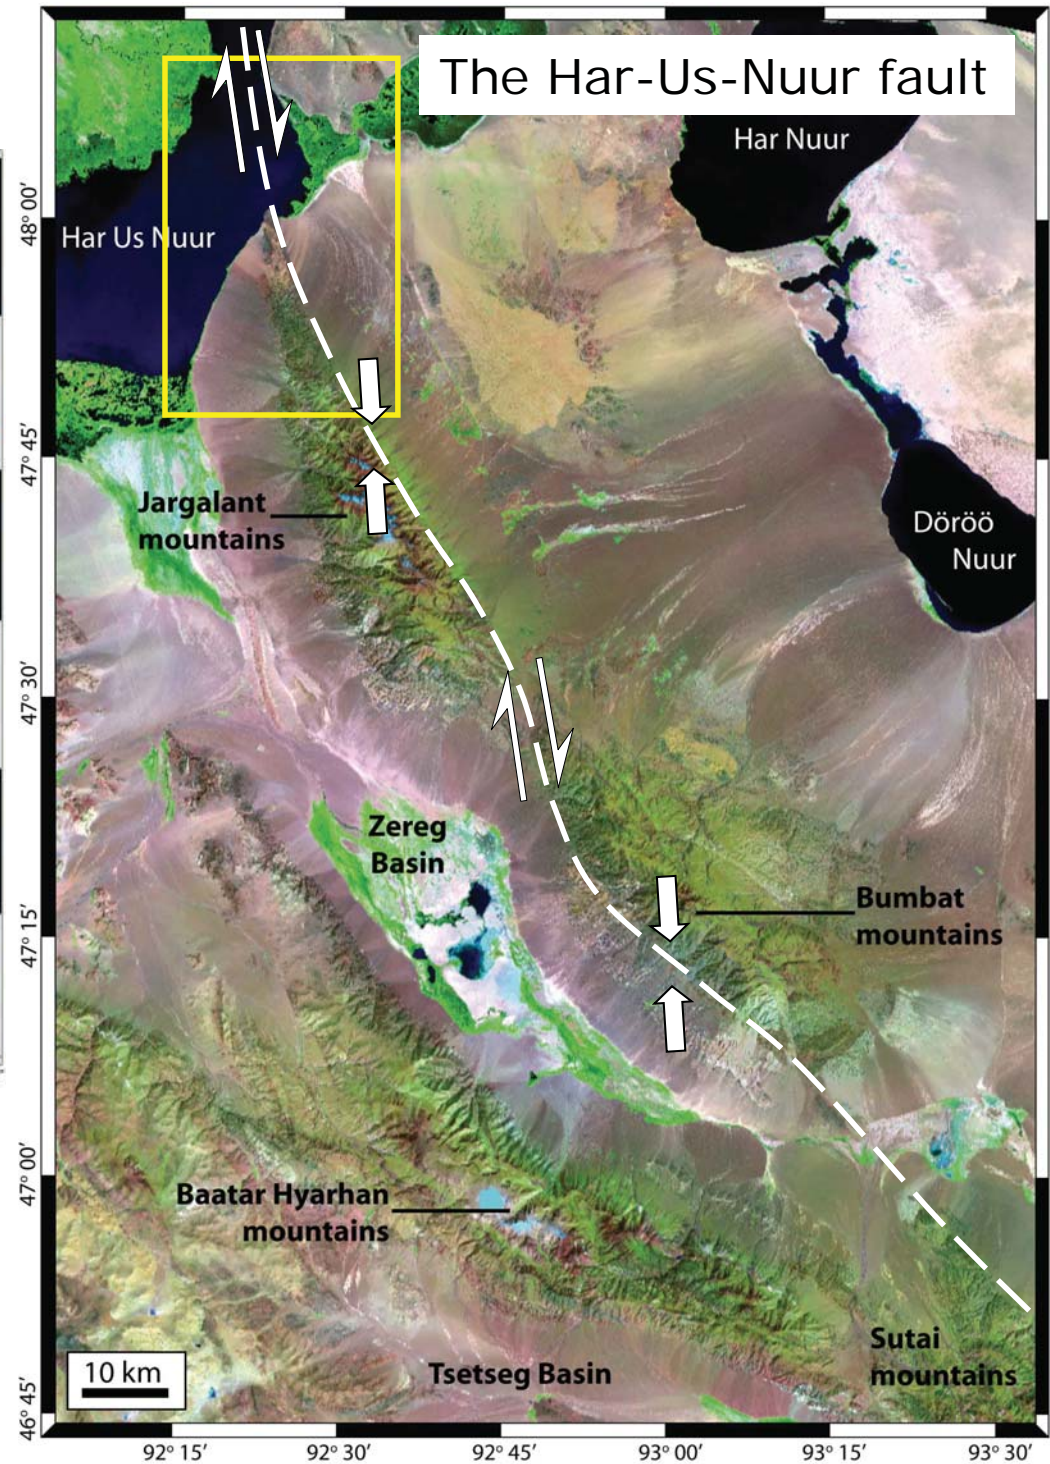 The Har-Us-Nuur fault
Har Nuur
Har Us Nuur
Jargalant
mountains
Döröö
Nuur
Zereg
Basin
Bumbat
mountains
Baatar Hyarhan
mountains
Sutai
mountains
Tsetseg Basin
10 km
48° 00′
47° 45′
47° 30′
47° 15′
47° 00′
46° 45′
92° 15′ 92° 30′ 92° 45′ 93° 00′ 93° 15′ 93° 30′